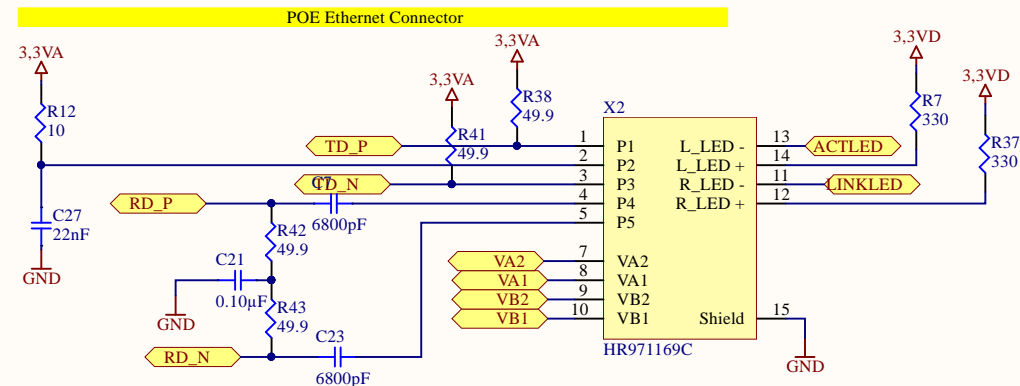 POE Ethernet Connector
3,3VA
R12
10
C27
22nF
GND
3,3VA
R38
49.9
3,3VA
R41
49.9
TD_P
TD_N
RD_P
C7
6800pF
R42
49.9
C21
0.10µF
GND
R43
49.9
RD_N
C23
6800pF
VA2
VA1
VB2
VB1
X2
1 P1
2 P2
3 P3
4 P4
5 P5
7 VA2
8 VA1
9 VB2
10 VB1
L_LED - 13
L_LED + 14
R_LED - 11
R_LED + 12
Shield 15
HR971169C
ACTLED
LINKLED
3,3VD
R7
330
3,3VD
R37
330
GND